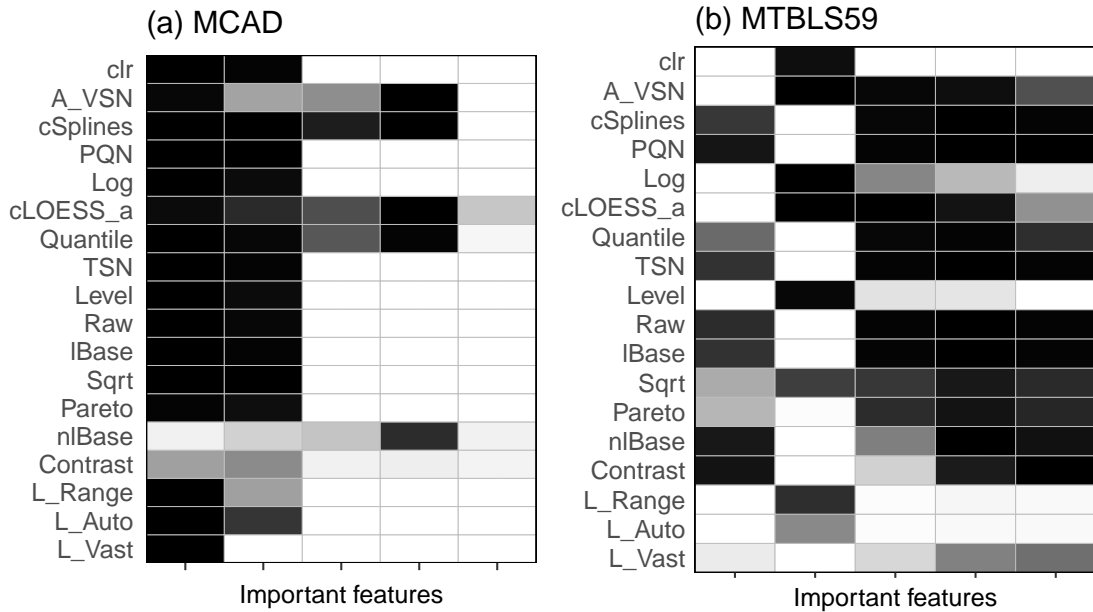 (a) MCAD
clr
A_VSN
cSplines
PQN
Log
cLOESS_a
Quantile
TSN
Level
Raw
lBase
Sqrt
Pareto
nlBase
Contrast
L_Range
L_Auto
L_Vast
Important features
(b) MTBLS59
clr
A_VSN
cSplines
PQN
Log
cLOESS_a
Quantile
TSN
Level
Raw
lBase
Sqrt
Pareto
nlBase
Contrast
L_Range
L_Auto
L_Vast
Important features